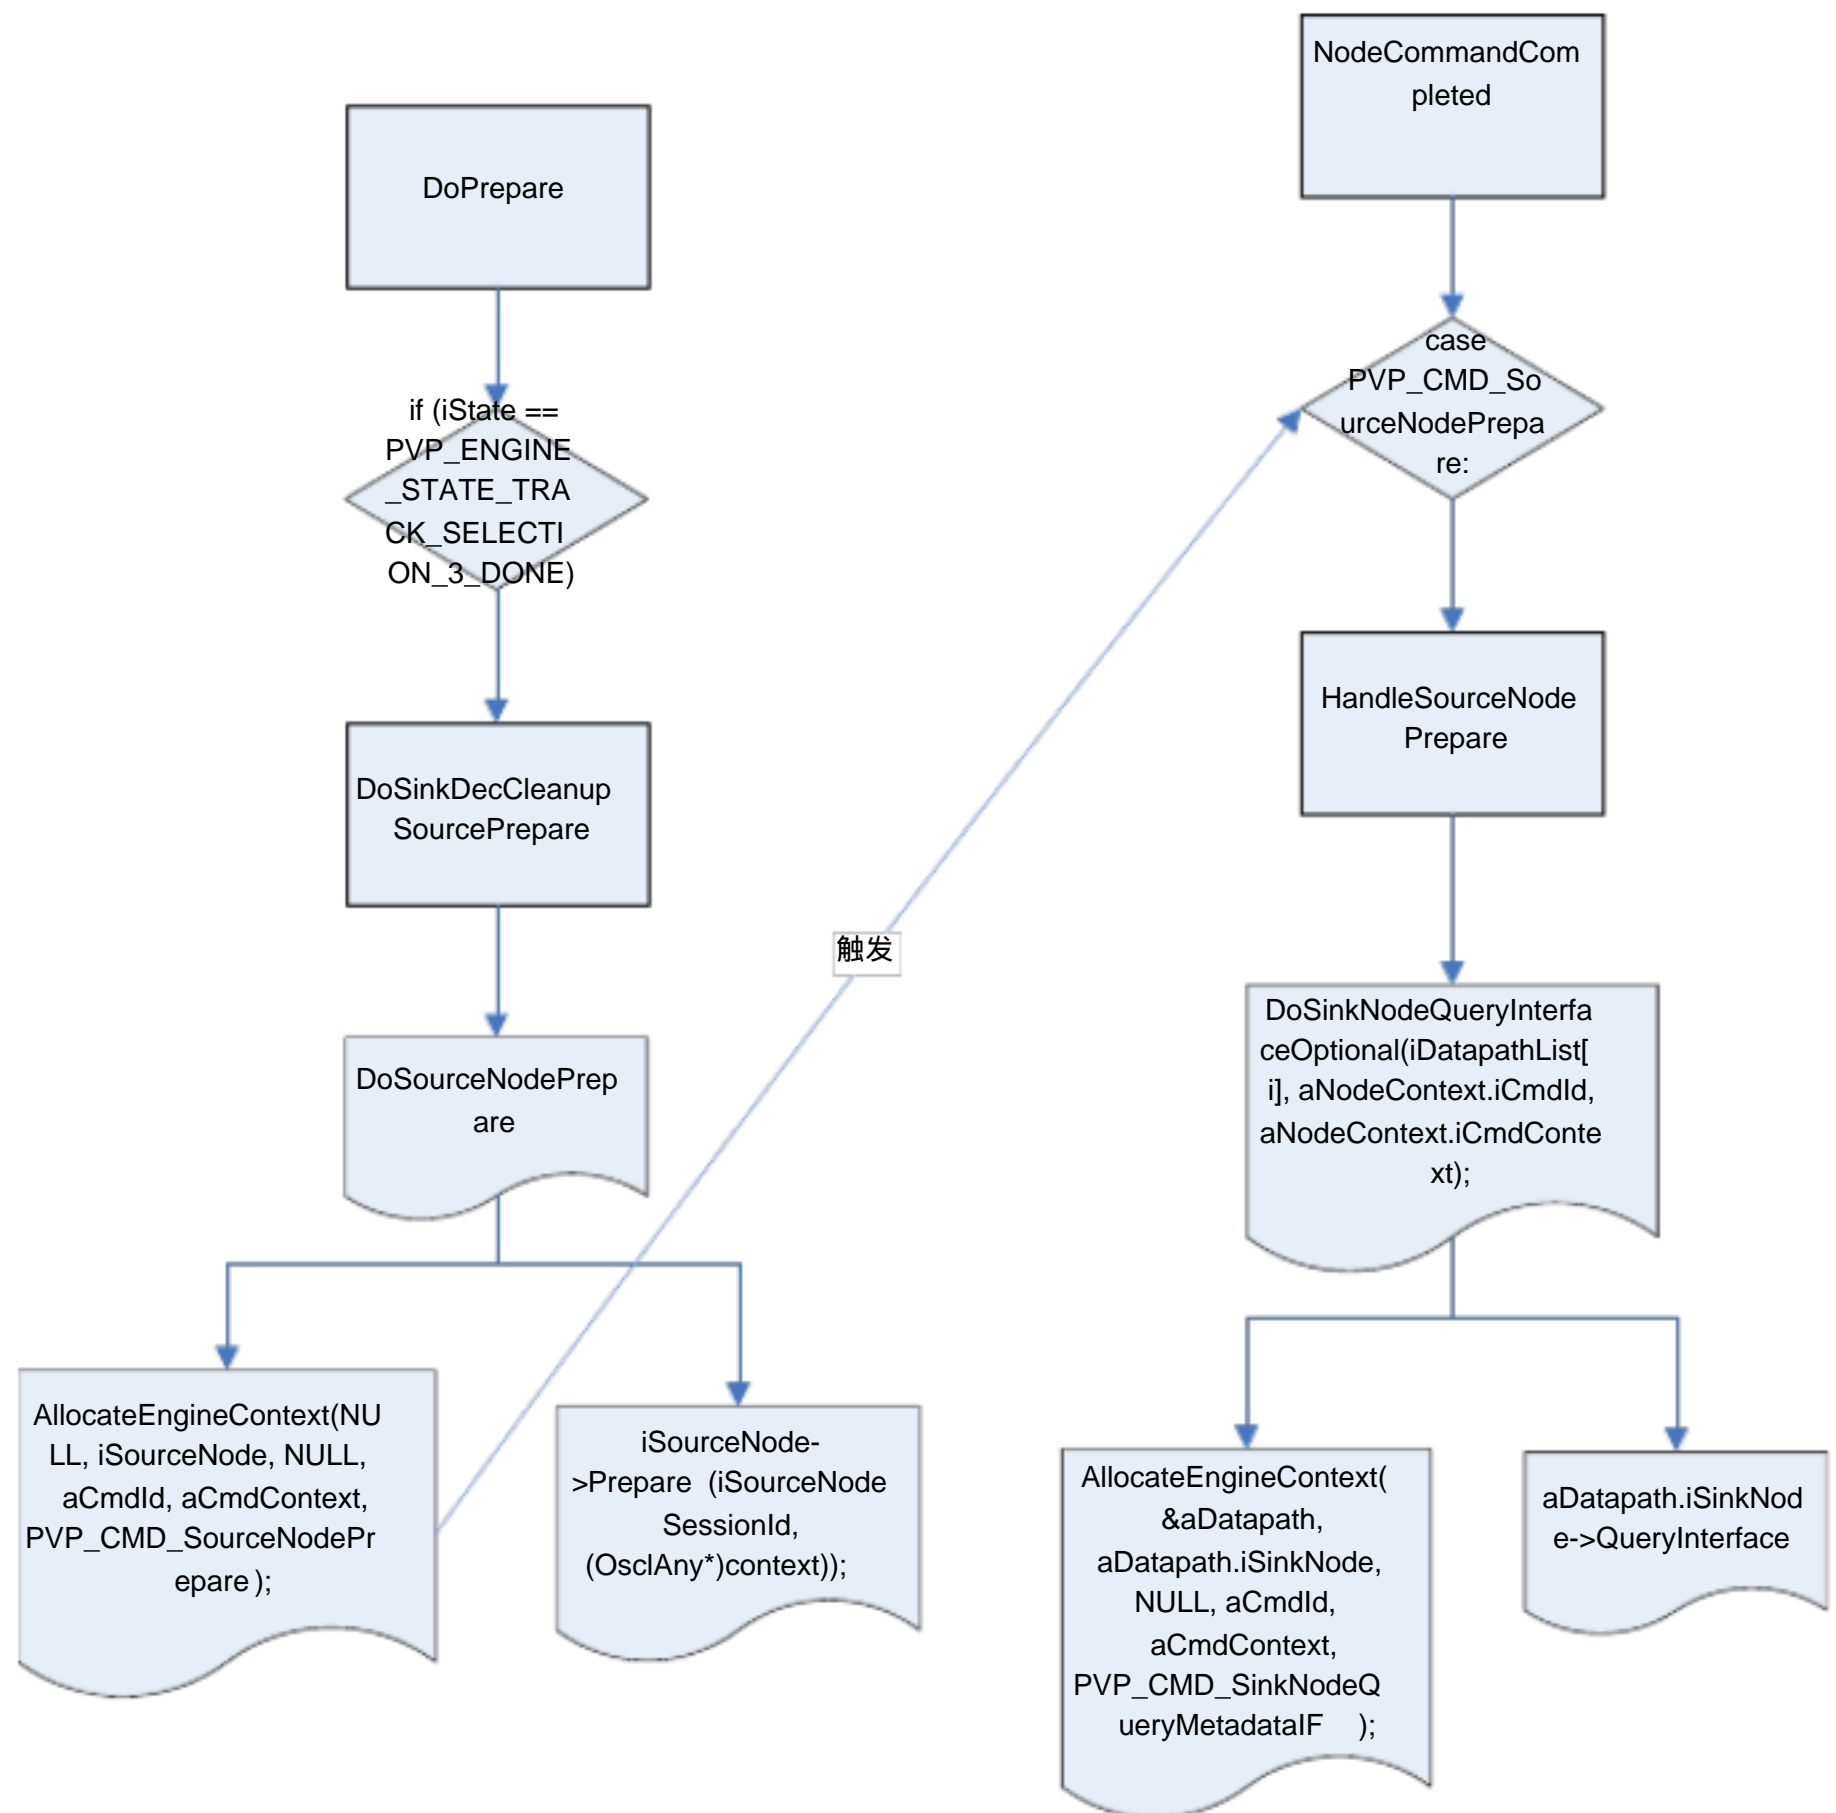 DoPrepare
if (iState ==
PVP_ENGINE
_STATE_TRA
CK_SELECTI
ON_3_DONE)
DoSinkDecCleanup
SourcePrepare
DoSourceNodePrep
are
AllocateEngineContext(NU
LL, iSourceNode, NULL,
aCmdId, aCmdContext,
PVP_CMD_SourceNodePr
epare );
iSourceNode-
>Prepare (iSourceNode
SessionId,
(OsclAny*)context));
触发
NodeCommandCom
pleted
case
PVP_CMD_So
urceNodePrepa
re:
HandleSourceNode
Prepare
DoSinkNodeQueryInterfa
ceOptional(iDatapathList[
i], aNodeContext.iCmdId,
aNodeContext.iCmdConte
xt);
AllocateEngineContext(
&aDatapath,
aDatapath.iSinkNode,
NULL, aCmdId,
aCmdContext,
PVP_CMD_SinkNodeQ
ueryMetadataIF );
aDatapath.iSinkNod
e->QueryInterface